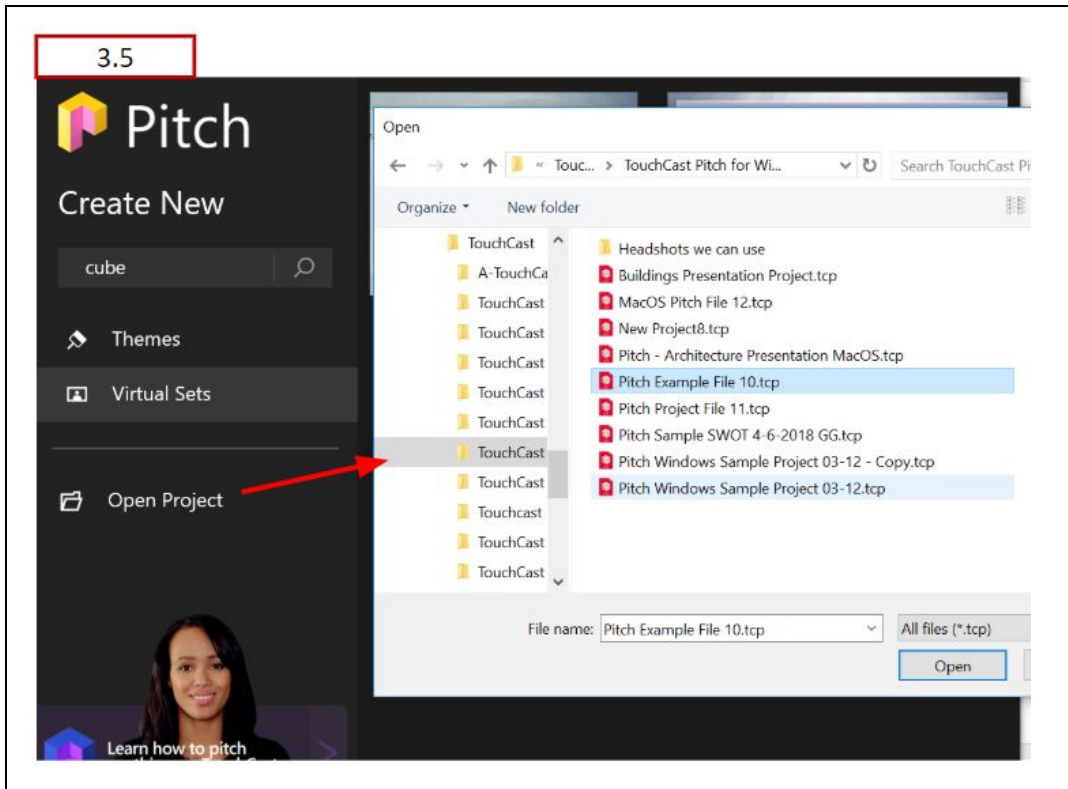 3.5
Pitch
Create New
cube
Themes
Virtual Sets
Open Project
Learn how to pitch
Open
« Touc... > TouchCast Pitch for Wi...
Search TouchCast Pi
Organize
New folder
TouchCast
A-TouchCa
TouchCast
TouchCast
TouchCast
TouchCast
TouchCast
TouchCast
TouchCast
Touchcast
TouchCast
TouchCast
Headshots we can use
Buildings Presentation Project.tcp
MacOS Pitch File 12.tcp
New Project8.tcp
Pitch - Architecture Presentation MacOS.tcp
Pitch Example File 10.tcp
Pitch Project File 11.tcp
Pitch Sample SWOT 4-6-2018 GG.tcp
Pitch Windows Sample Project 03-12 - Copy.tcp
Pitch Windows Sample Project 03-12.tcp
File name: Pitch Example File 10.tcp
All files (*.tcp)
Open